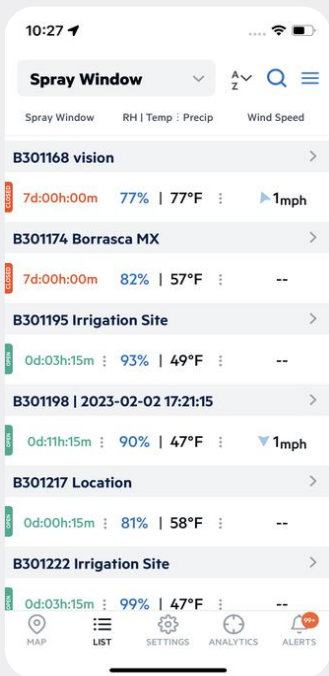 10:27
Spray Window
A
Z
Spray Window RH | Temp ⋮ Precip Wind Speed
B301168 vision
CLOSED 7d:00h:00m 77% | 77°F ⋮ 1mph
B301174 Borrasca MX
CLOSED 7d:00h:00m 82% | 57°F ⋮ --
B301195 Irrigation Site
OPEN 0d:03h:15m ⋮ 93% | 49°F ⋮ --
B301198 | 2023-02-02 17:21:15
OPEN 0d:11h:15m ⋮ 90% | 47°F ⋮ 1mph
B301217 Location
OPEN 0d:00h:15m ⋮ 81% | 58°F ⋮ --
B301222 Irrigation Site
OPEN 0d:03h:15m ⋮ 99% | 47°F ⋮ --
99+
MAP LIST SETTINGS ANALYTICS ALERTS